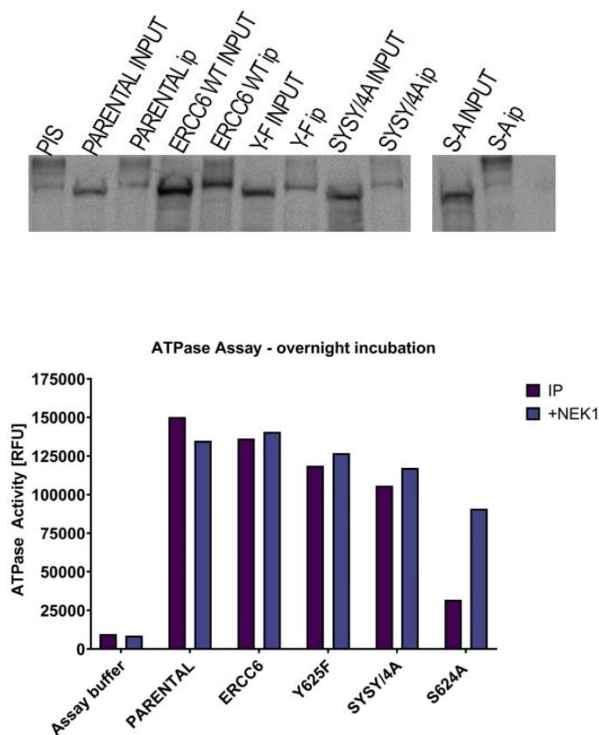 PIS
PARENTAL INPUT
PARENTAL ip
ERCC6 WT INPUT
ERCC6 WT ip
Y-F INPUT
Y-F ip
SYSY/4A INPUT
SYSY/4A ip
S-A INPUT
S-A ip
ATPase Assay - overnight incubation
175000
150000
125000
100000
75000
50000
25000
0
ATPase Activity [RFU]
IP
+NEK1
Assay buffer
PARENTAL
ERCC6
Y625F
SYSY/4A
S624A